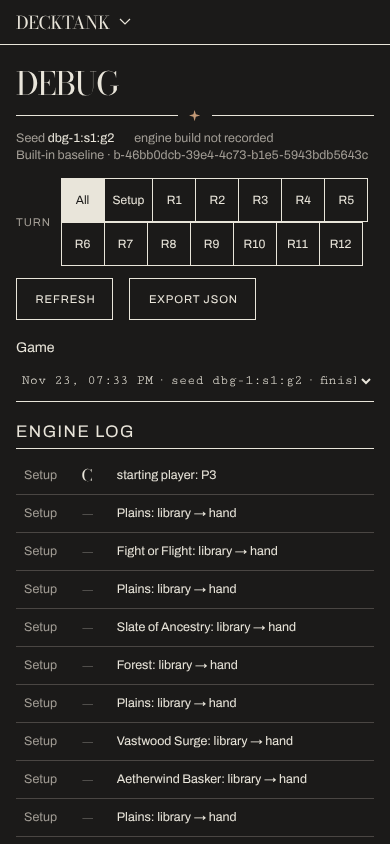 DECKTANK
DEBUG
Seed dbg-1:s1:g2 engine build not recorded
Built-in baseline · b-46bb0dcb-39e4-4c73-b1e5-5943bdb5643c
TURN
All Setup R1 R2 R3 R4 R5
R6 R7 R8 R9 R10 R11 R12
REFRESH EXPORT JSON
Game
Nov 23, 07:33 PM · seed dbg-1:s1:g2 · finis
ENGINE LOG
Setup C starting player: P3
Setup — Plains: library → hand
Setup — Fight or Flight: library → hand
Setup — Plains: library → hand
Setup — Slate of Ancestry: library → hand
Setup — Forest: library → hand
Setup — Plains: library → hand
Setup — Vastwood Surge: library → hand
Setup — Aetherwind Basker: library → hand
Setup — Plains: library → hand